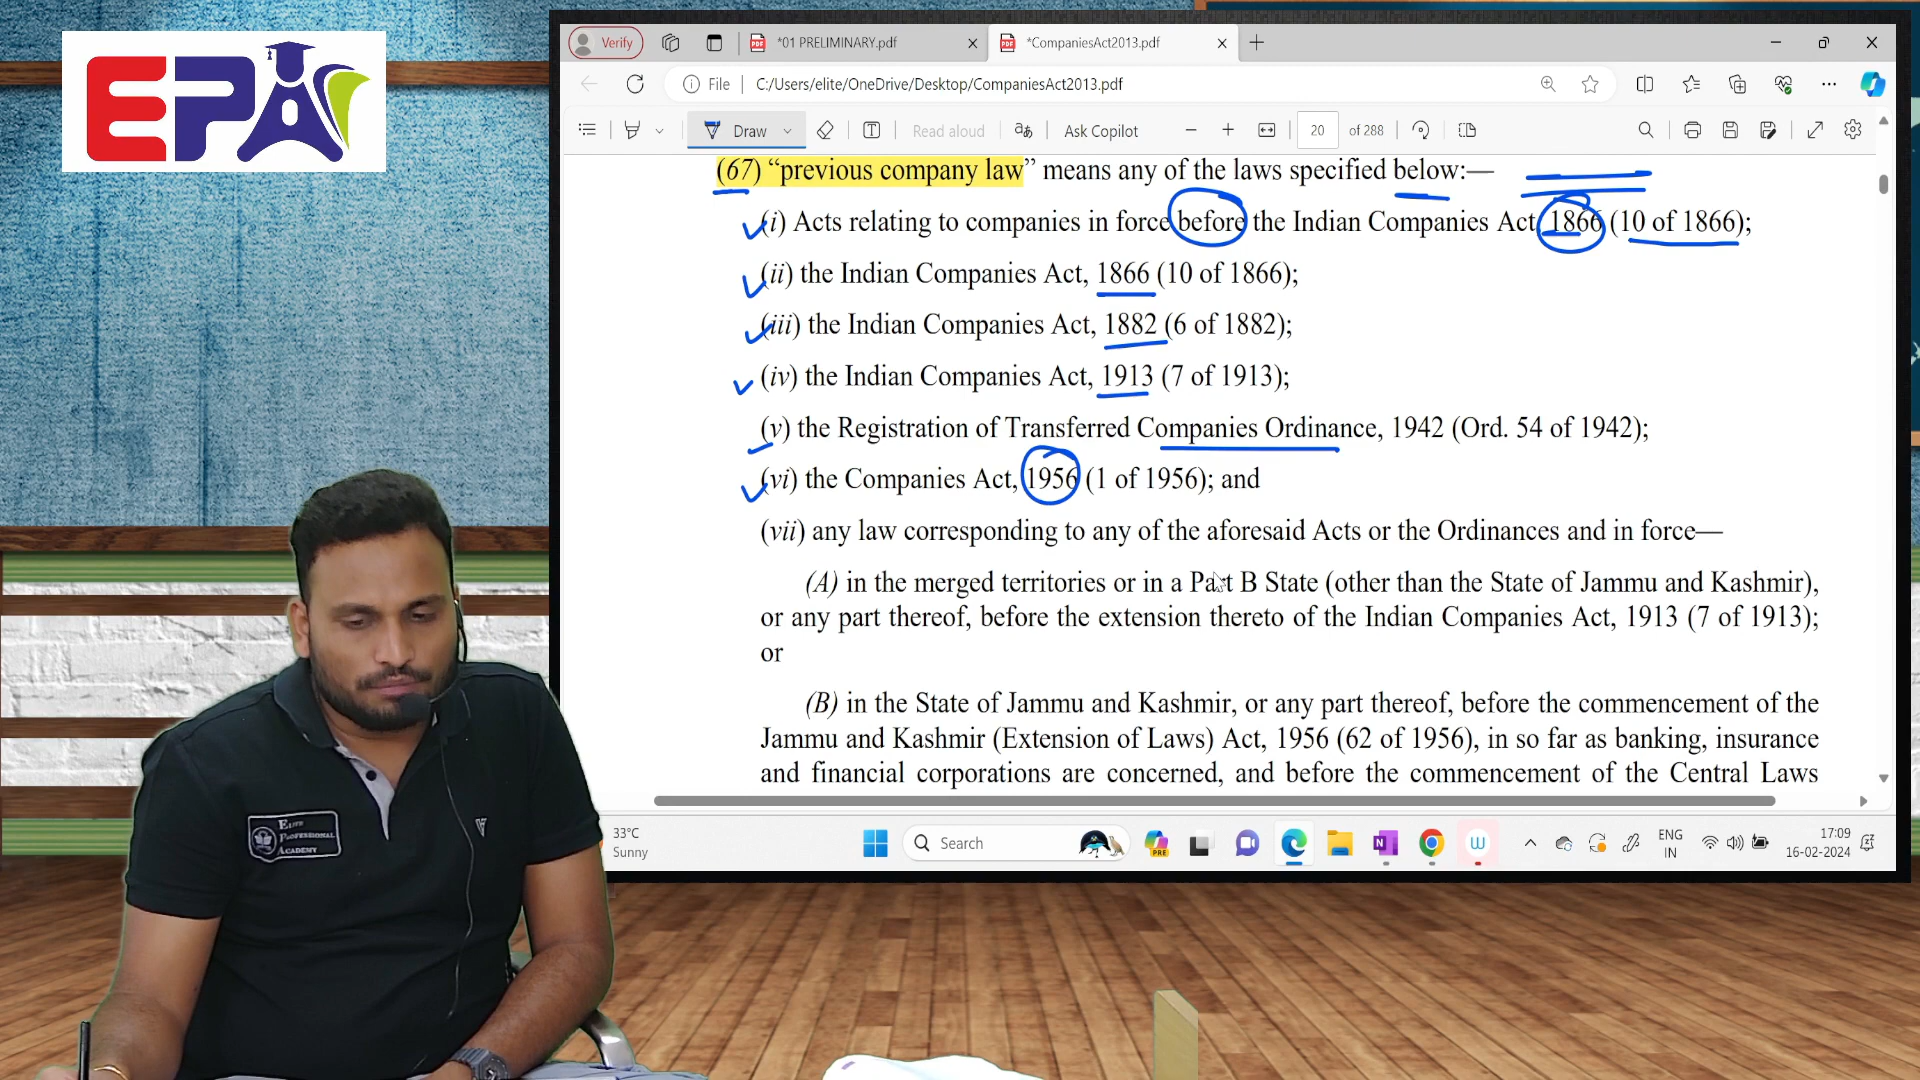 EPA
Verify
*01 PRELIMINARY.pdf
*CompaniesAct2013.pdf
File
C:/Users/elite/OneDrive/Desktop/CompaniesAct2013.pdf
Draw
Read aloud
Ask Copilot
20 of 288
(67) “previous company law” means any of the laws specified below:—
(i) Acts relating to companies in force before the Indian Companies Act, 1866 (10 of 1866);
(ii) the Indian Companies Act, 1866 (10 of 1866);
(iii) the Indian Companies Act, 1882 (6 of 1882);
(iv) the Indian Companies Act, 1913 (7 of 1913);
(v) the Registration of Transferred Companies Ordinance, 1942 (Ord. 54 of 1942);
(vi) the Companies Act, 1956 (1 of 1956); and
(vii) any law corresponding to any of the aforesaid Acts or the Ordinances and in force—
(A) in the merged territories or in a Part B State (other than the State of Jammu and Kashmir),
or any part thereof, before the extension thereto of the Indian Companies Act, 1913 (7 of 1913);
or
(B) in the State of Jammu and Kashmir, or any part thereof, before the commencement of the
Jammu and Kashmir (Extension of Laws) Act, 1956 (62 of 1956), in so far as banking, insurance
and financial corporations are concerned, and before the commencement of the Central Laws
33°C
Sunny
Search
PRE
ENG
IN
17:09
16-02-2024
ELITE
PROFESSIONAL
ACADEMY